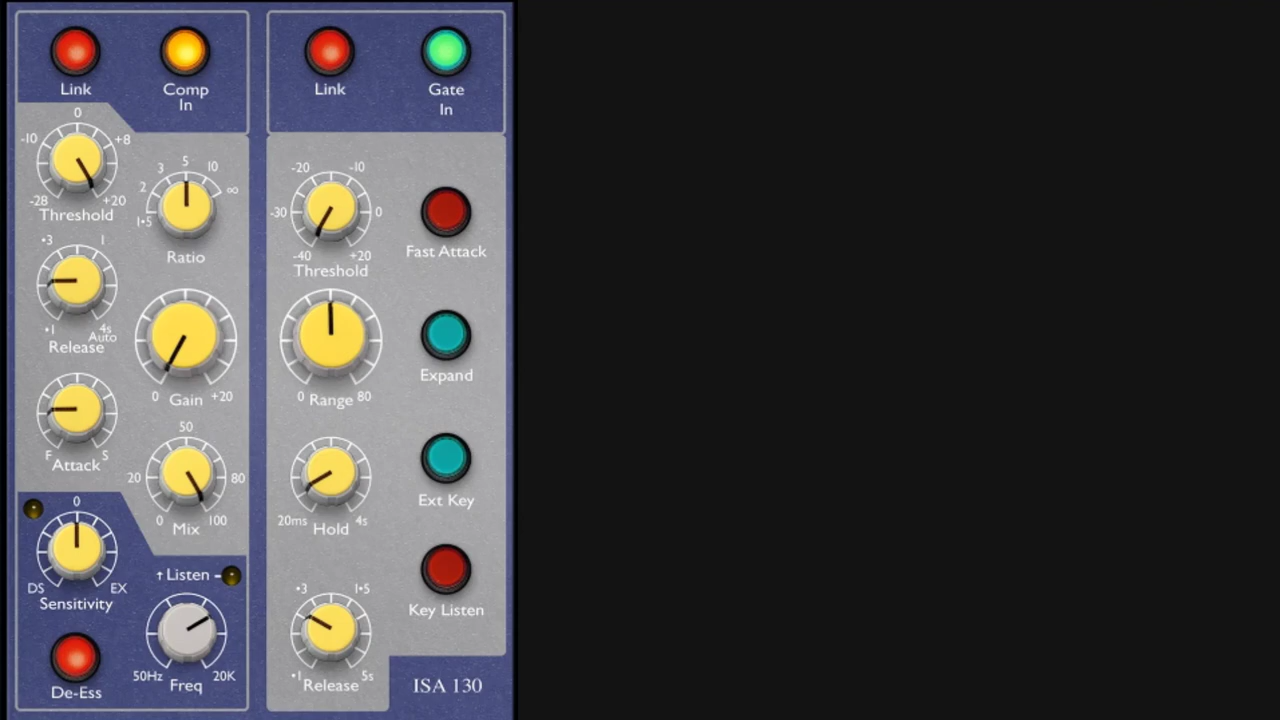 Link
Comp
In
Link
Gate
In
0
-10
+8
-28
+20
Threshold
5
3
10
2
∞
1•5
Ratio
•3
1
•1
4s
Auto
Release
0
+20
Gain
F
S
Attack
50
20
80
0
100
Mix
0
DS
EX
Sensitivity
↑ Listen
De-Ess
50Hz
20K
Freq
-20
-10
-30
0
-40
+20
Threshold
Fast Attack
0
Range
80
Expand
20ms
Hold
4s
Ext Key
•3
1•5
•1
Release
5s
Key Listen
ISA 130